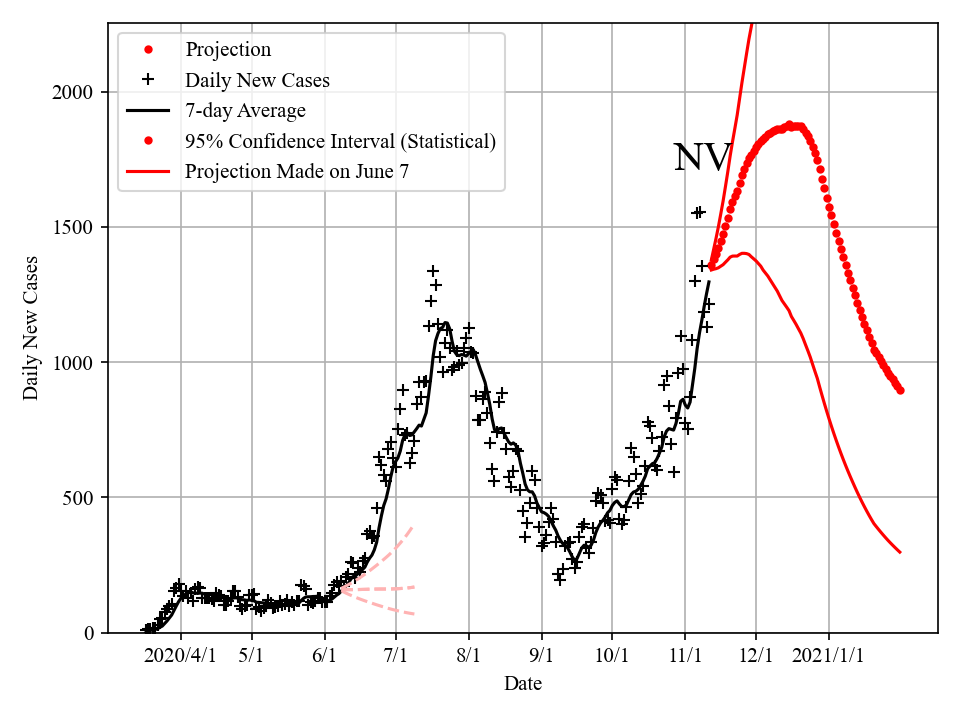 Projection
Daily New Cases
7-day Average
95% Confidence Interval (Statistical)
Projection Made on June 7
NV
2000
1500
1000
500
0
Daily New Cases
2020/4/1 5/1 6/1 7/1 8/1 9/1 10/1 11/1 12/1 2021/1/1
Date